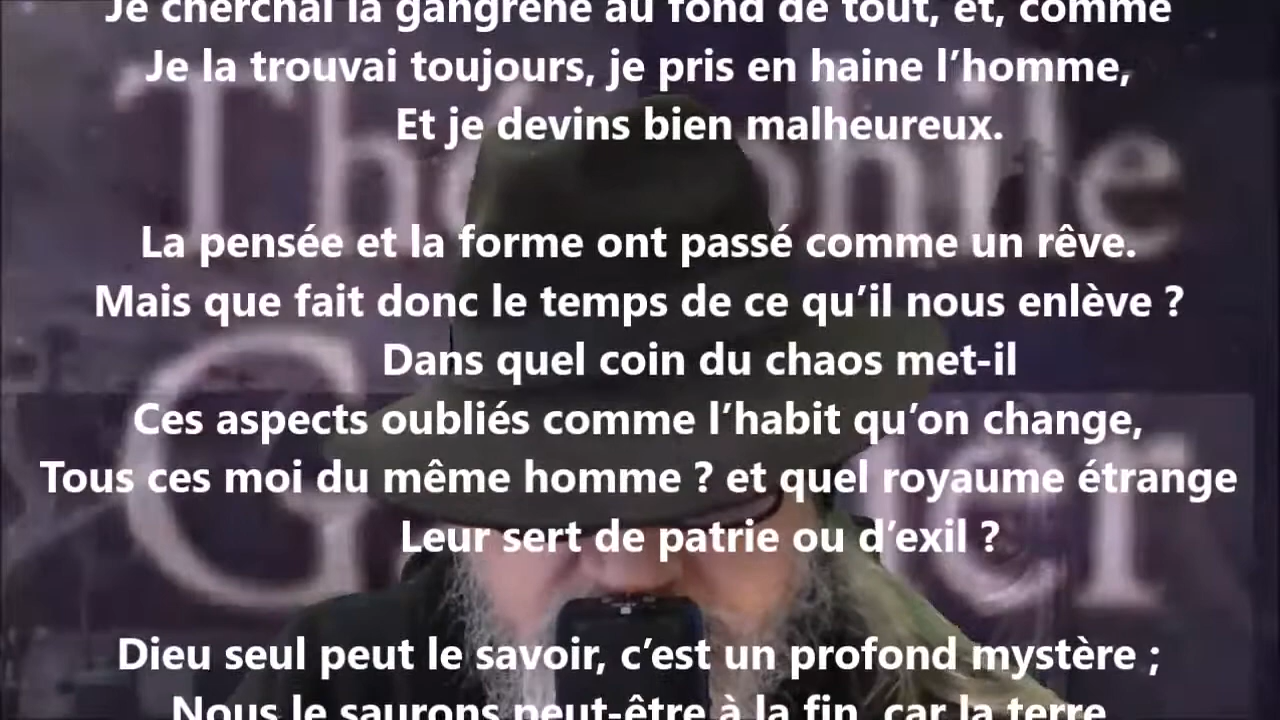 Je cherchai la gangrène au fond de tout, et, comme
Je la trouvai toujours, je pris en haine l’homme,
Et je devins bien malheureux.
La pensée et la forme ont passé comme un rêve.
Mais que fait donc le temps de ce qu’il nous enlève ?
Dans quel coin du chaos met-il
Ces aspects oubliés comme l’habit qu’on change,
Tous ces moi du même homme ? et quel royaume étrange
Leur sert de patrie ou d’exil ?
Dieu seul peut le savoir, c’est un profond mystère ;
Nous le saurons peut-être à la fin, car la terre